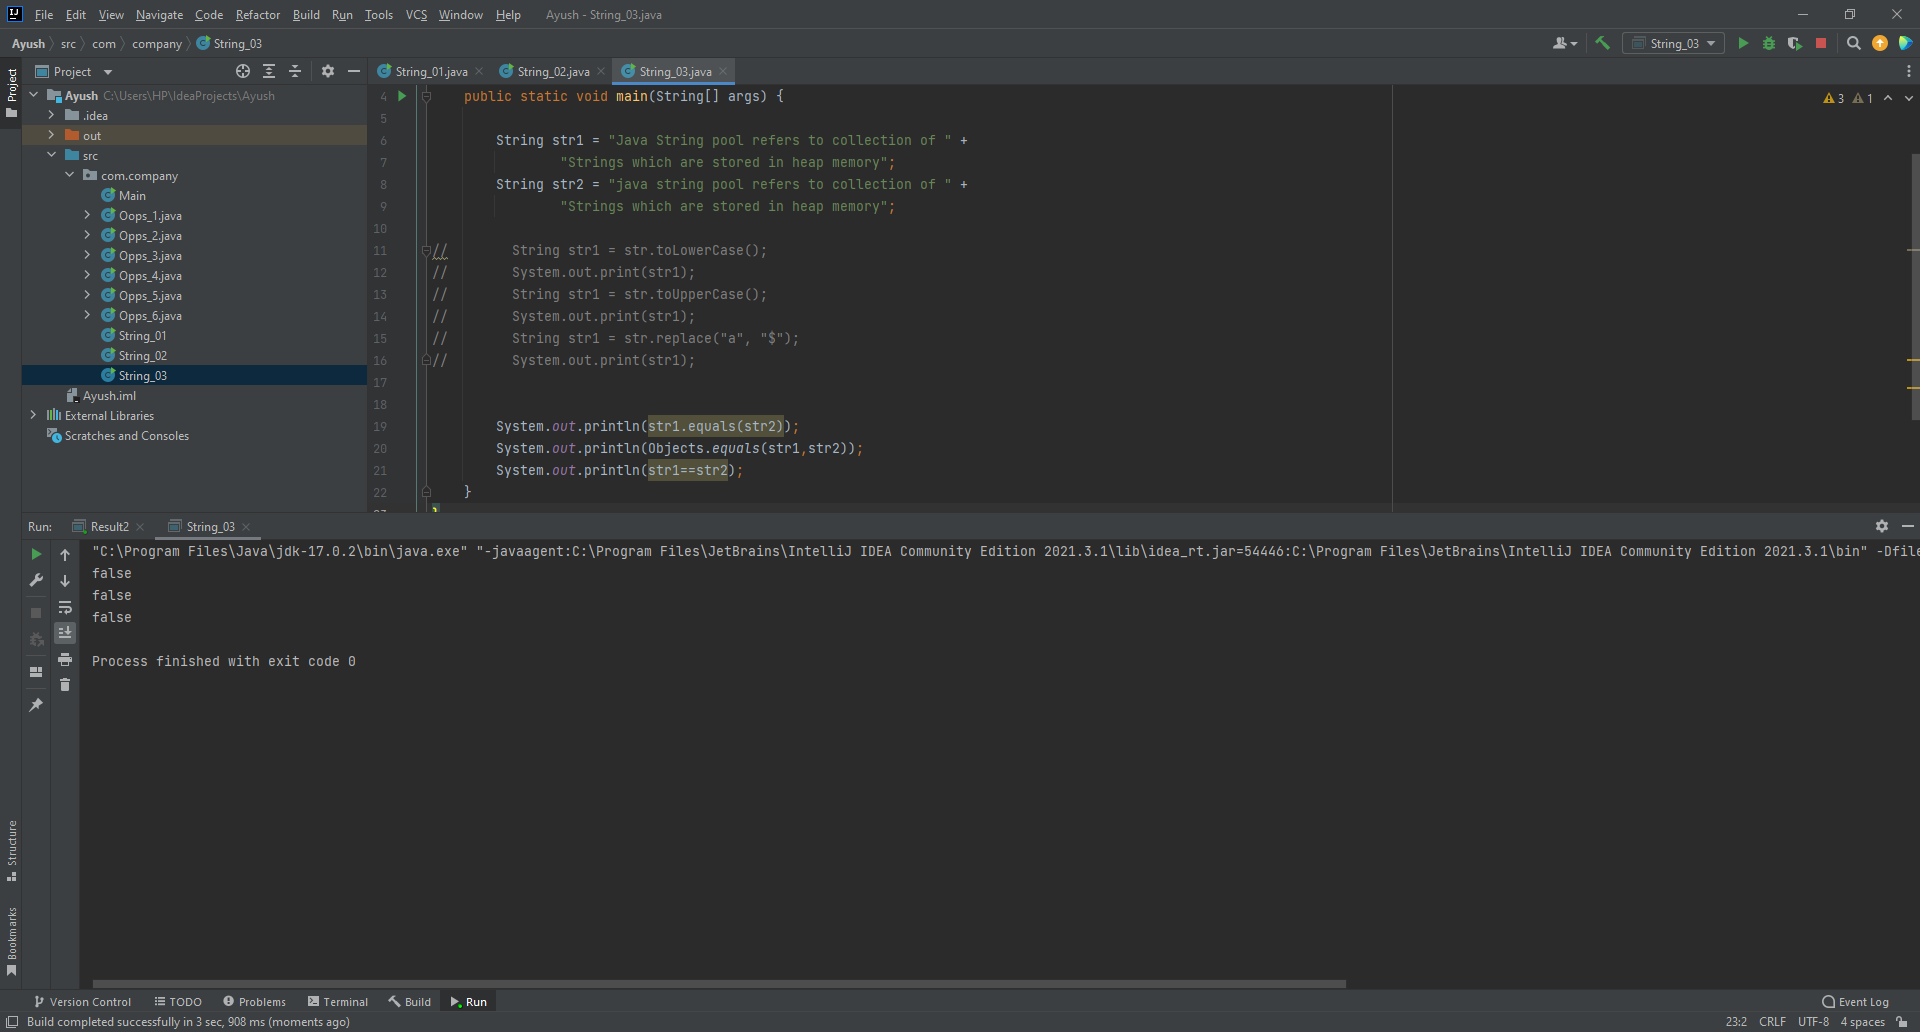 File Edit View Navigate Code Refactor Build Run Tools VCS Window Help Ayush - String_03.java
Ayush src com company String_03
String_03
Project
Project
String_01.java String_02.java String_03.java
Ayush C:\Users\HP\IdeaProjects\Ayush
.idea
out
src
com.company
Main
Oops_1.java
Opps_2.java
Opps_3.java
Opps_4.java
Opps_5.java
Opps_6.java
String_01
String_02
String_03
Ayush.iml
External Libraries
Scratches and Consoles
3 1
4 public static void main(String[] args) {
5
6 String str1 = "Java String pool refers to collection of " +
7 "Strings which are stored in heap memory";
8 String str2 = "java string pool refers to collection of " +
9 "Strings which are stored in heap memory";
10
11 // String str1 = str.toLowerCase();
12 // System.out.print(str1);
13 // String str1 = str.toUpperCase();
14 // System.out.print(str1);
15 // String str1 = str.replace("a", "$");
16 // System.out.print(str1);
17
18
19 System.out.println(str1.equals(str2));
20 System.out.println(Objects.equals(str1,str2));
21 System.out.println(str1==str2);
22 }
23 }
Run: Result2 String_03
"C:\Program Files\Java\jdk-17.0.2\bin\java.exe" "-javaagent:C:\Program Files\JetBrains\IntelliJ IDEA Community Edition 2021.3.1\lib\idea_rt.jar=54446:C:\Program Files\JetBrains\IntelliJ IDEA Community Edition 2021.3.1\bin" -Dfile
false
false
false
Process finished with exit code 0
Structure
Bookmarks
Version Control TODO Problems Terminal Build Run Event Log
Build completed successfully in 3 sec, 908 ms (moments ago) 23:2 CRLF UTF-8 4 spaces